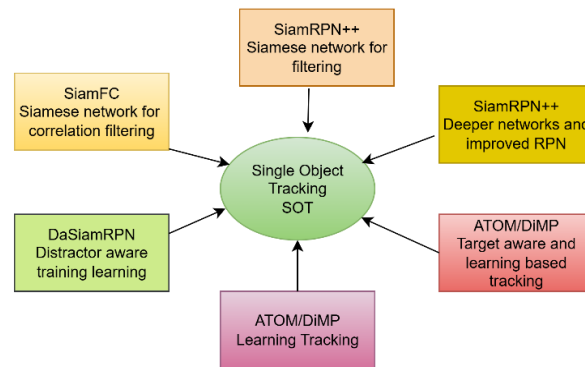 SiamRPN++
Siamese network for
filtering
SiamFC
Siamese network for
correlation filtering
SiamRPN++
Deeper networks and
improved RPN
Single Object
Tracking
SOT
DaSiamRPN
Distractor aware
training learning
ATOM/DiMP
Target aware and
learning based
tracking
ATOM/DiMP
Learning Tracking